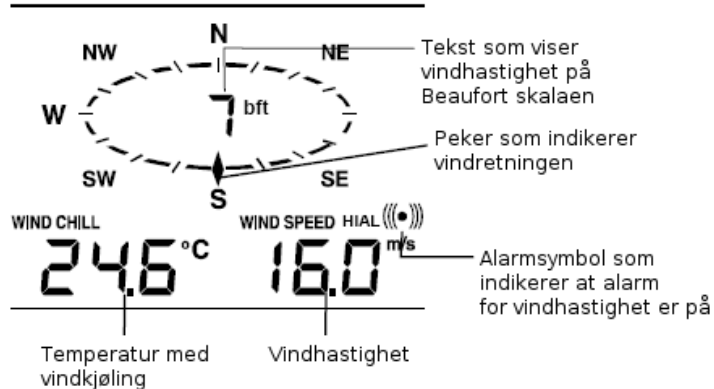 N
NW
NE
7 bft
W
SW
SE
S
Tekst som viser
vindhastighet på
Beaufort skalaen
Peker som indikerer
vindretningen
WIND CHILL
24.6 °C
WIND SPEED HI AL
16.0 m/s
Alarmsymbol som
indikerer at alarm
for vindhastighet er på
Temperatur med
vindkjøling
Vindhastighet